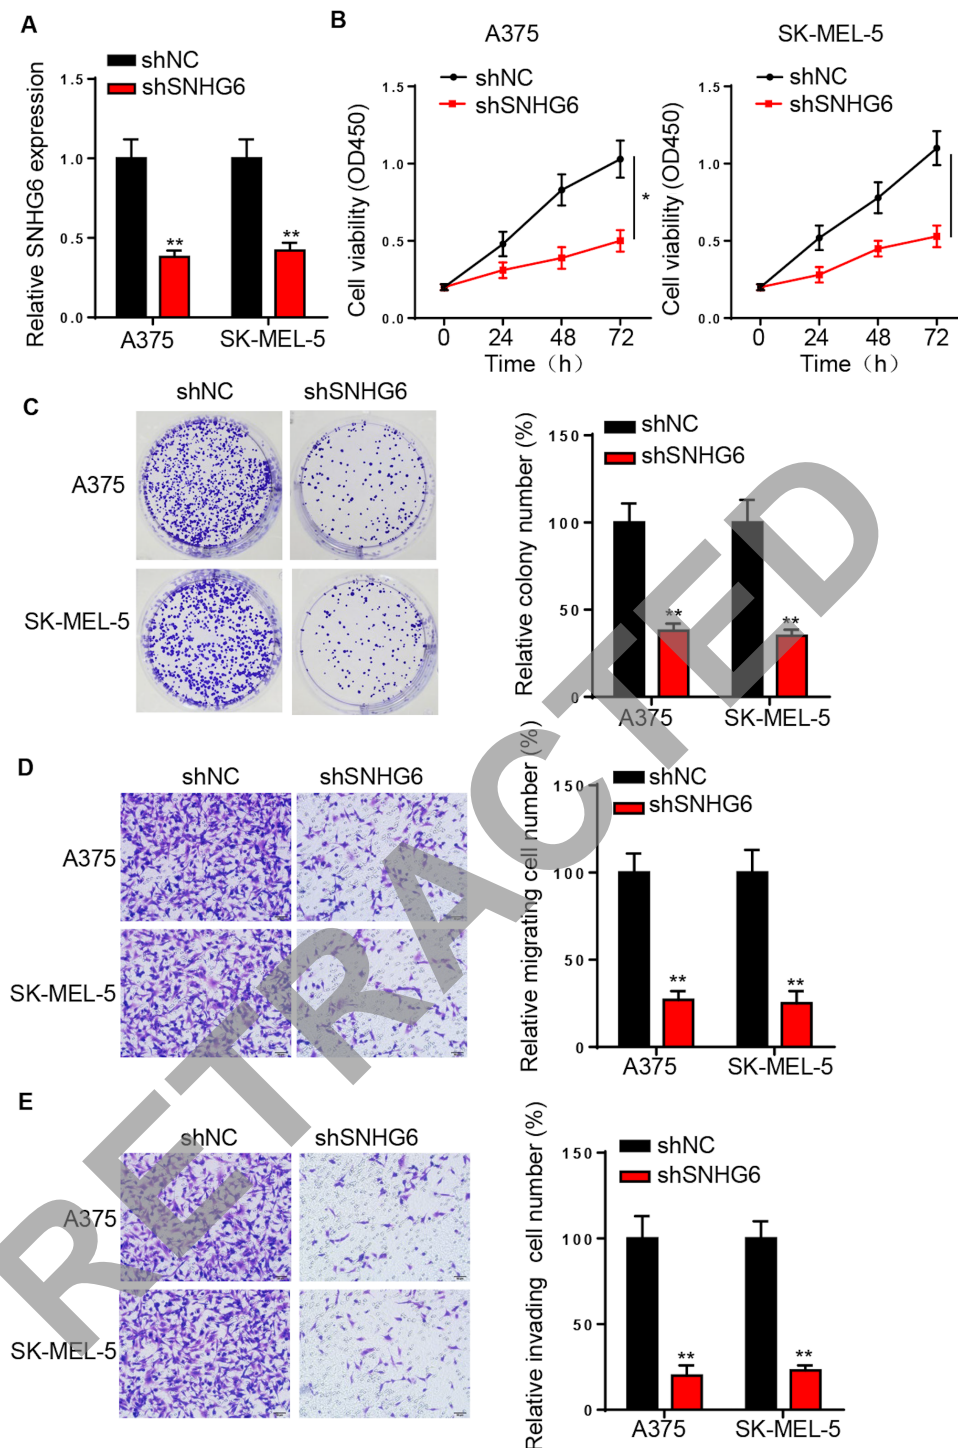 A
shNC
shSNHG6
Relative SNHG6 expression
1.5
1.0
0.5
0.0
**
**
A375
SK-MEL-5
B
A375
shNC
shSNHG6
Cell viability (OD450)
1.5
1.0
0.5
0.0
*
0 24 48 72
Time（h）
SK-MEL-5
shNC
shSNHG6
Cell viability (OD450)
1.5
1.0
0.5
0.0
0 24 48 72
Time（h）
C
shNC shSNHG6
A375
SK-MEL-5
shNC
shSNHG6
Relative colony number (%)
150
100
50
0
**
**
A375 SK-MEL-5
D
shNC shSNHG6
A375
SK-MEL-5
shNC
shSNHG6
Relative migrating cell number (%)
150
100
50
0
**
**
A375 SK-MEL-5
E
shNC shSNHG6
A375
SK-MEL-5
shNC
shSNHG6
Relative invading cell number (%)
150
100
50
0
**
**
A375 SK-MEL-5
RETRACTED